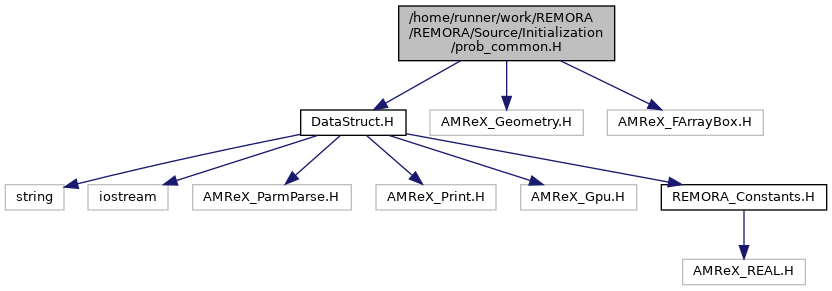 /home/runner/work/REMORA
/REMORA/Source/Initialization
/prob_common.H
DataStruct.H
AMReX_Geometry.H
AMReX_FArrayBox.H
string
iostream
AMReX_ParmParse.H
AMReX_Print.H
AMReX_Gpu.H
REMORA_Constants.H
AMReX_REAL.H